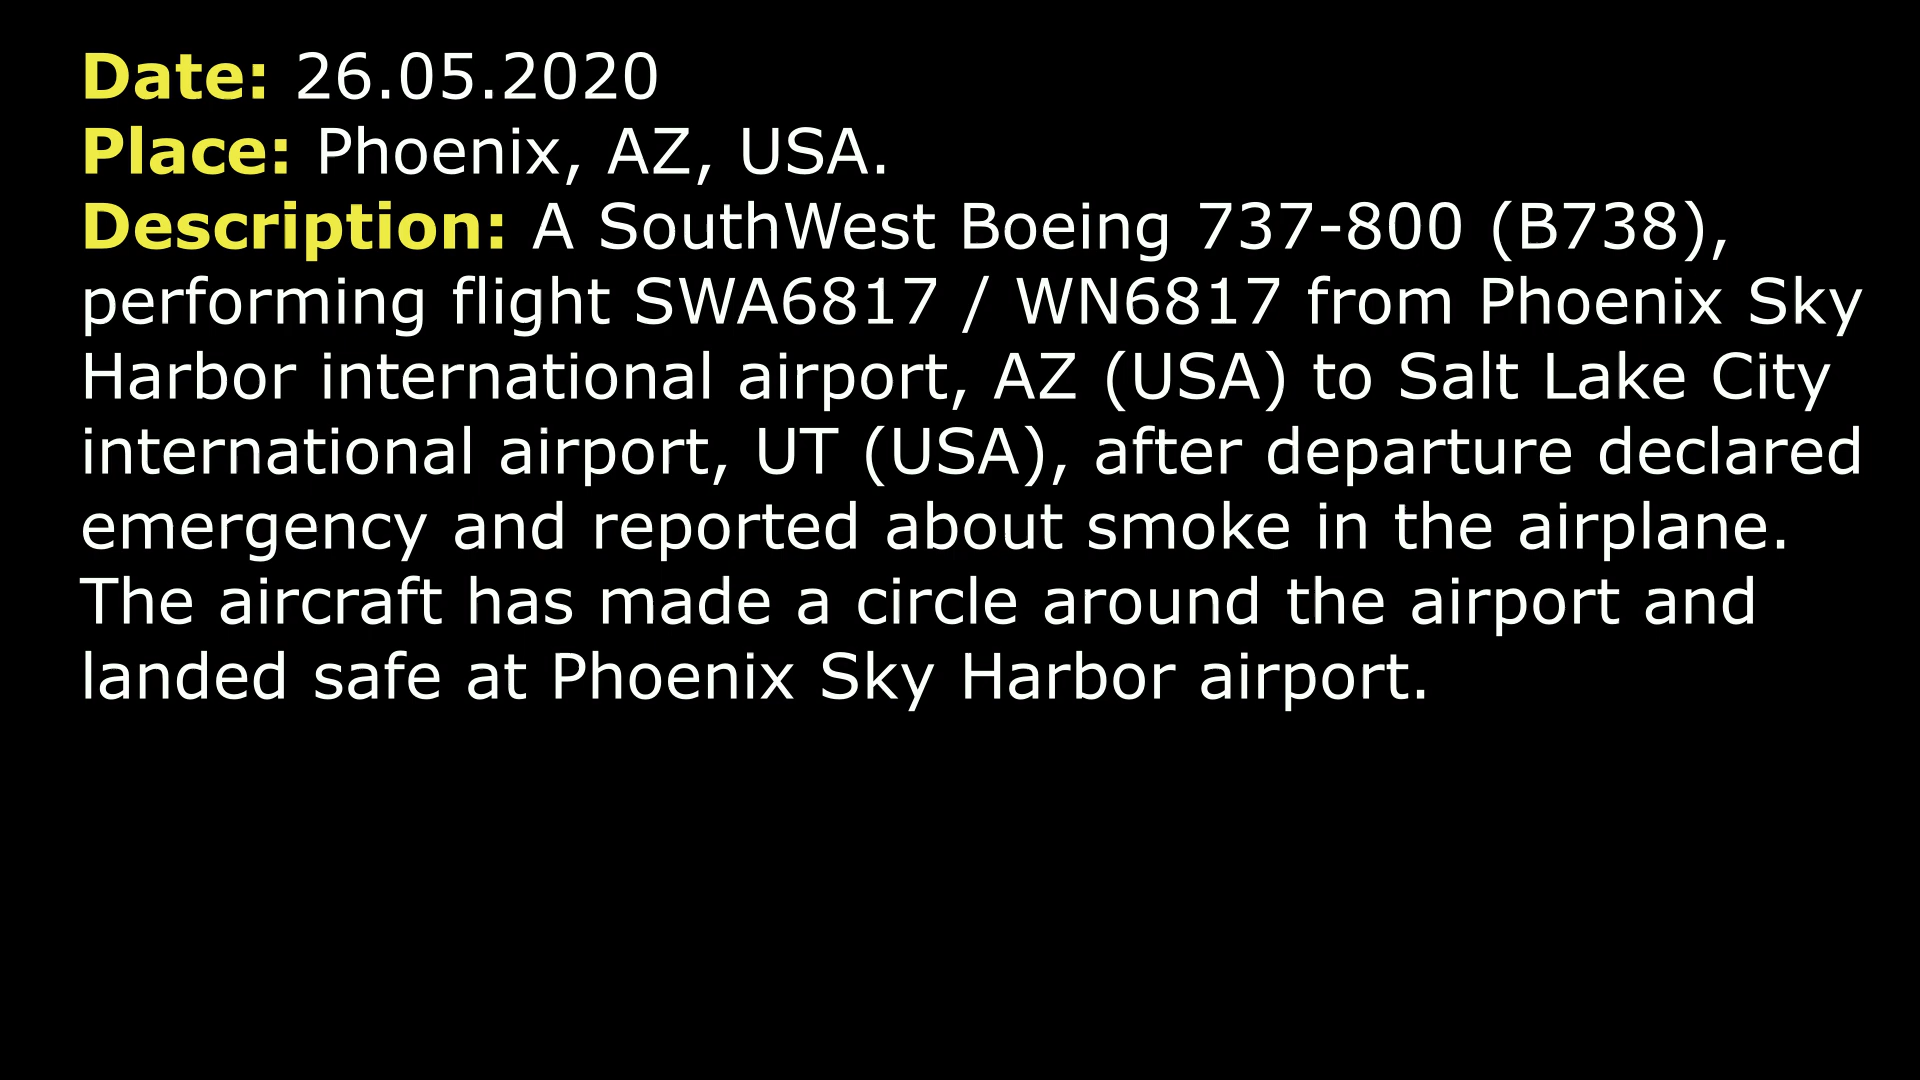 Date: 26.05.2020
Place: Phoenix, AZ, USA.
Description: A SouthWest Boeing 737-800 (B738),
performing flight SWA6817 / WN6817 from Phoenix Sky
Harbor international airport, AZ (USA) to Salt Lake City
international airport, UT (USA), after departure declared
emergency and reported about smoke in the airplane.
The aircraft has made a circle around the airport and
landed safe at Phoenix Sky Harbor airport.